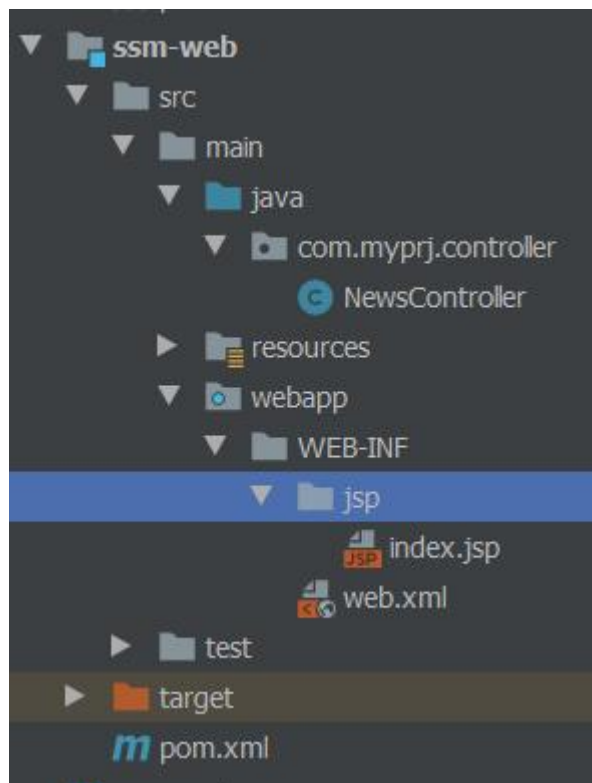 ssm-web
src
main
java
com.myprj.controller
C NewsController
resources
webapp
WEB-INF
jsp
JSP index.jsp
web.xml
test
target
m pom.xml